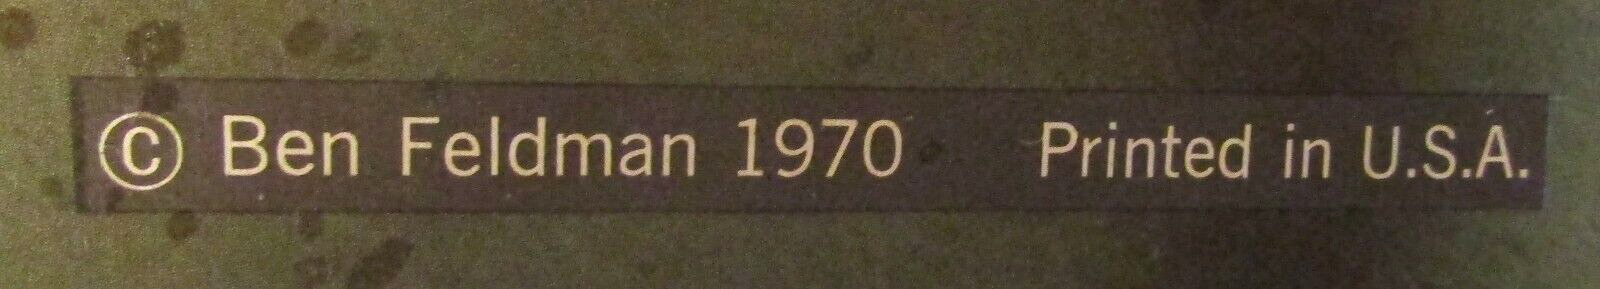 © Ben Feldman 1970 Printed in U.S.A.